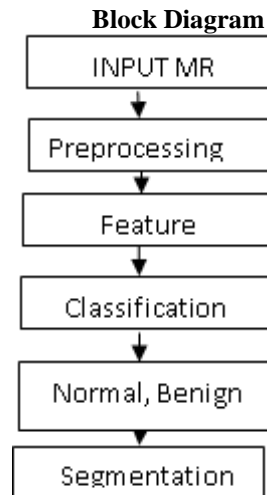 Block Diagram
INPUT MR
Preprocessing
Feature
Classification
Normal, Benign
Segmentation